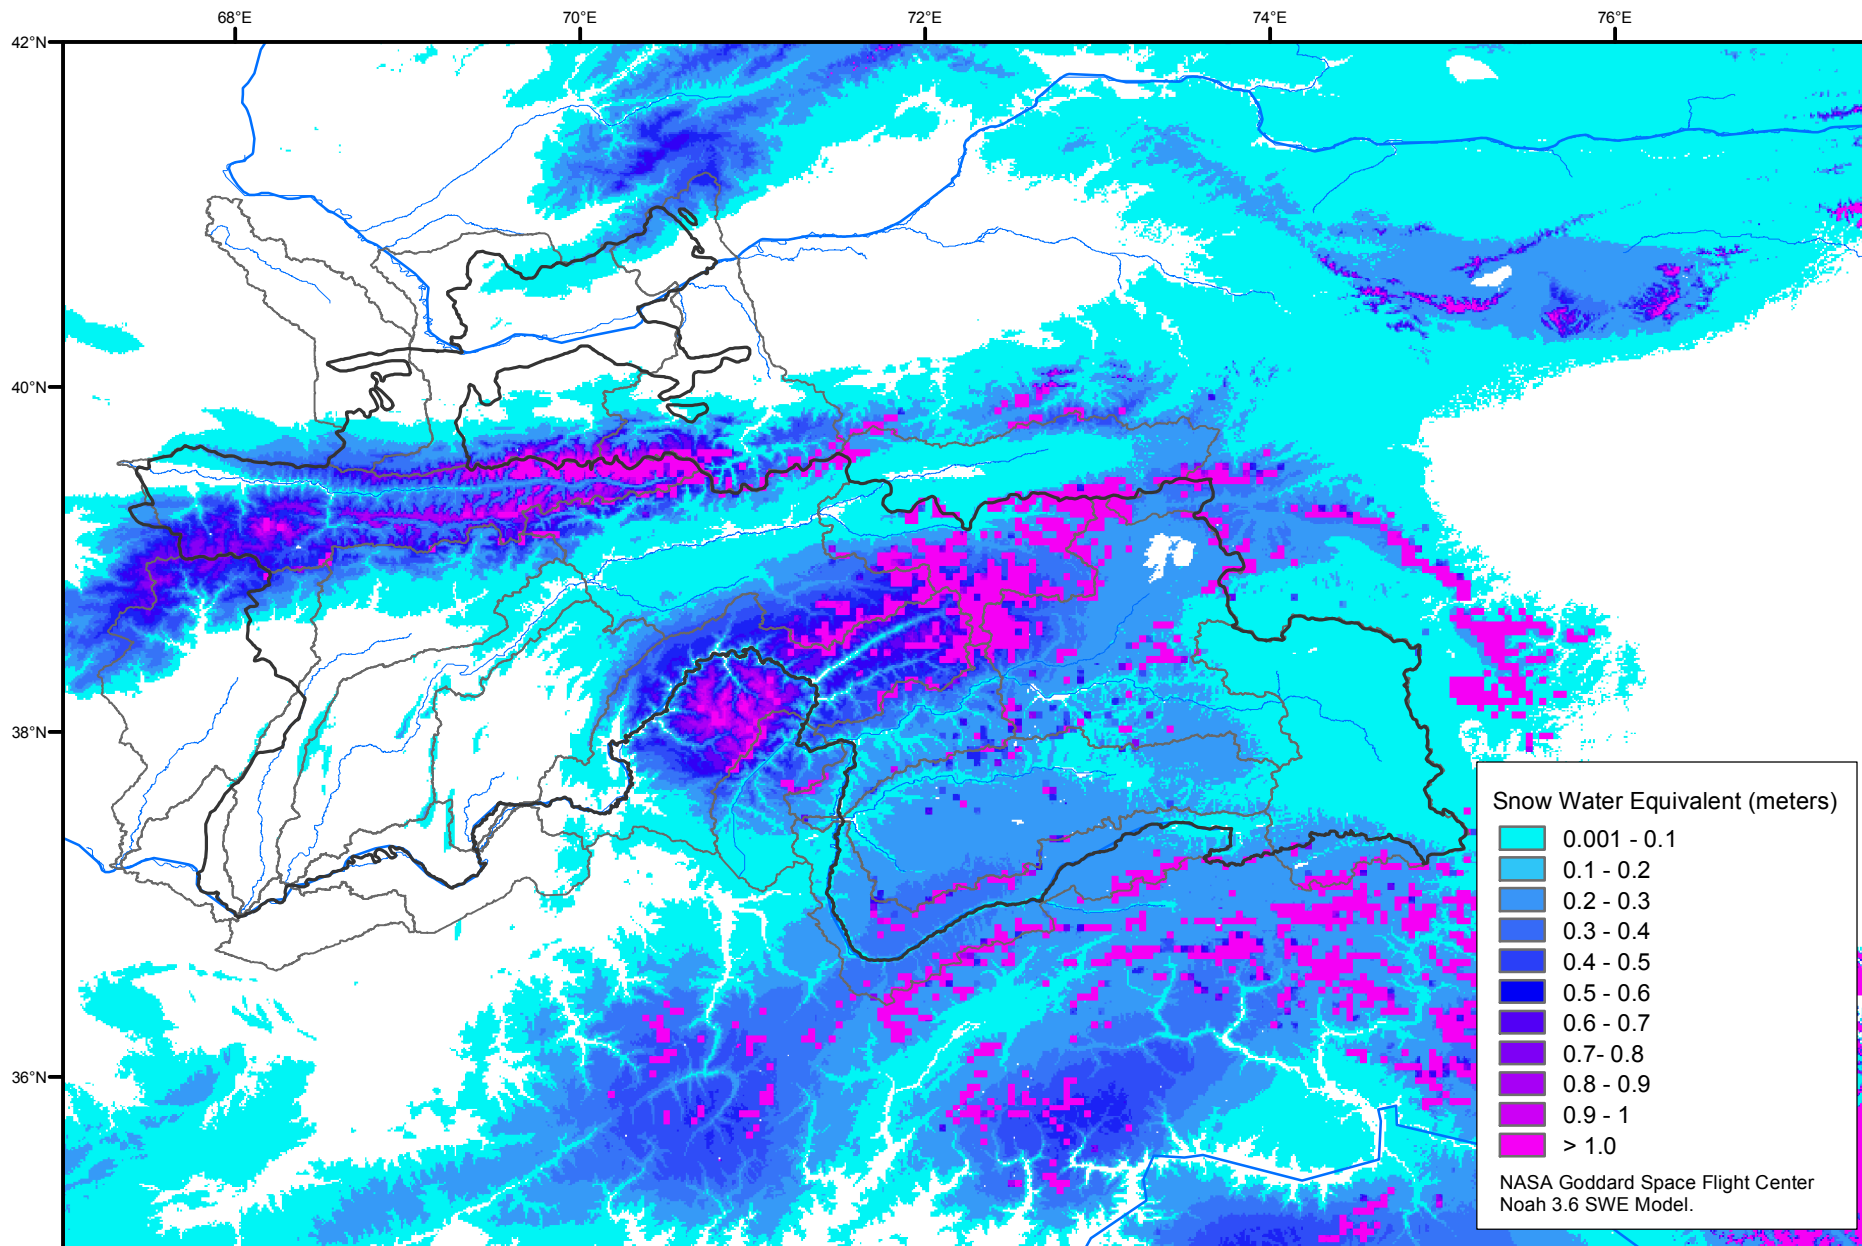 68°E
70°E
72°E
74°E
76°E
42°N
40°N
38°N
36°N
Snow Water Equivalent (meters)
0.001 - 0.1
0.1 - 0.2
0.2 - 0.3
0.3 - 0.4
0.4 - 0.5
0.5 - 0.6
0.6 - 0.7
0.7- 0.8
0.8 - 0.9
0.9 - 1
> 1.0
NASA Goddard Space Flight Center
Noah 3.6 SWE Model.